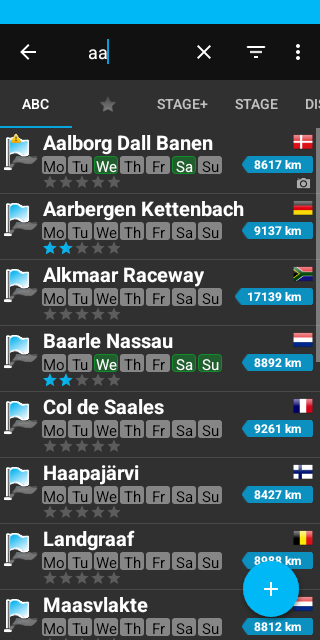 aa
ABC STAGE+ STAGE DIS
Aalborg Dall Banen
Mo Tu We Th Fr Sa Su 8617 km
Aarbergen Kettenbach
Mo Tu We Th Fr Sa Su 9137 km
Alkmaar Raceway
Mo Tu We Th Fr Sa Su 17139 km
Baarle Nassau
Mo Tu We Th Fr Sa Su 8892 km
Col de Saales
Mo Tu We Th Fr Sa Su 9261 km
Haapajärvi
Mo Tu We Th Fr Sa Su 8427 km
Landgraaf
Mo Tu We Th Fr Sa Su 8988 km
Maasvlakte
Mo Tu We Th Fr Sa Su 8812 km